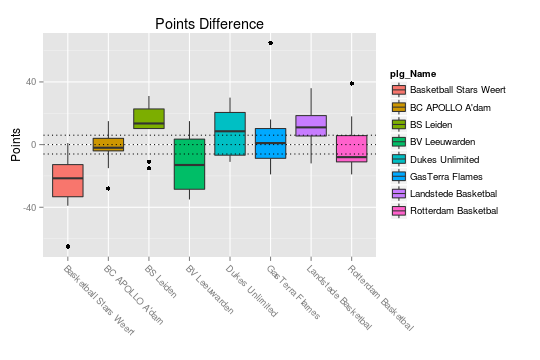 Points Difference
Points
40
0
-40
Basketball Stars Weert
BC APOLLO A'dam
BS Leiden
BV Leeuwarden
Dukes Unlimited
GasTerra Flames
Landstede Basketbal
Rotterdam Basketbal
plg_Name
Basketball Stars Weert
BC APOLLO A'dam
BS Leiden
BV Leeuwarden
Dukes Unlimited
GasTerra Flames
Landstede Basketbal
Rotterdam Basketbal